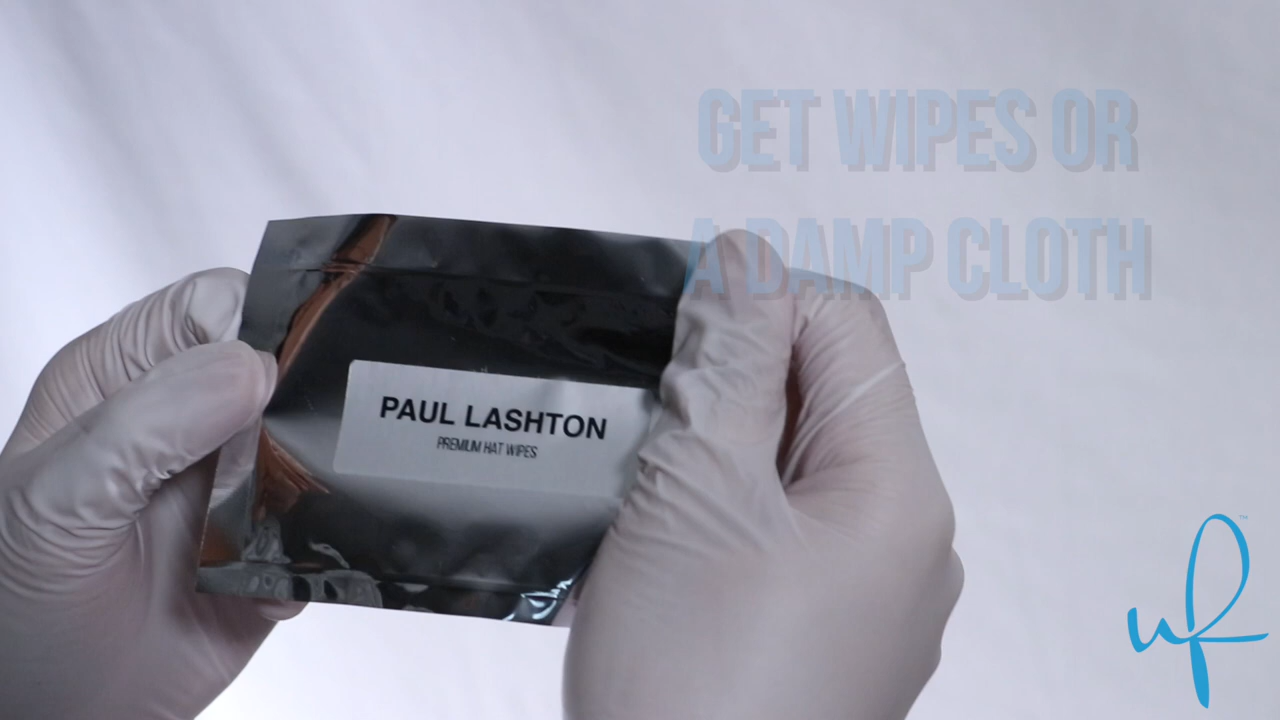 GET WIPES OR
A DAMP CLOTH
PAUL LASHTON
PREMIUM HAT WIPES